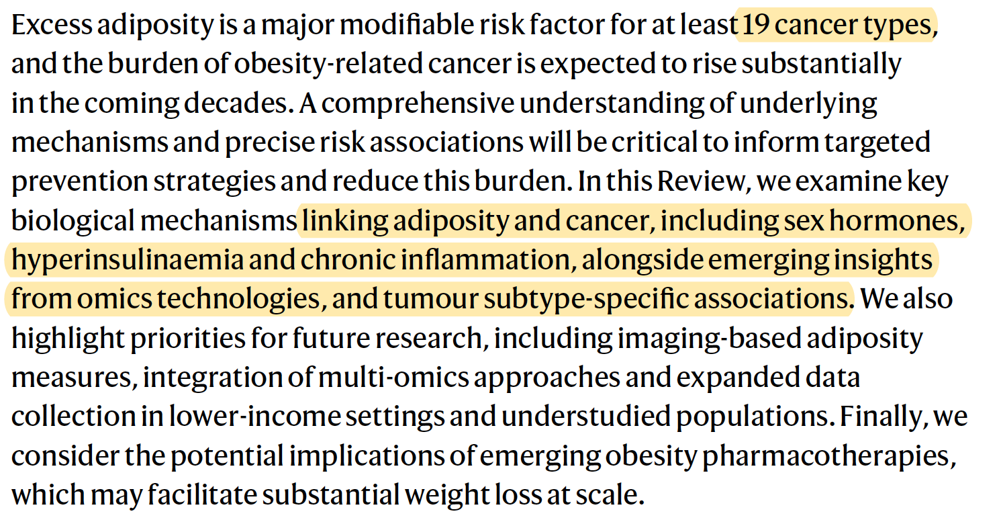 Excess adiposity is a major modifiable risk factor for at least 19 cancer types,
and the burden of obesity-related cancer is expected to rise substantially
in the coming decades. A comprehensive understanding of underlying
mechanisms and precise risk associations will be critical to inform targeted
prevention strategies and reduce this burden. In this Review, we examine key
biological mechanisms linking adiposity and cancer, including sex hormones,
hyperinsulinaemia and chronic inflammation, alongside emerging insights
from omics technologies, and tumour subtype-specific associations. We also
highlight priorities for future research, including imaging-based adiposity
measures, integration of multi-omics approaches and expanded data
collection in lower-income settings and understudied populations. Finally, we
consider the potential implications of emerging obesity pharmacotherapies,
which may facilitate substantial weight loss at scale.